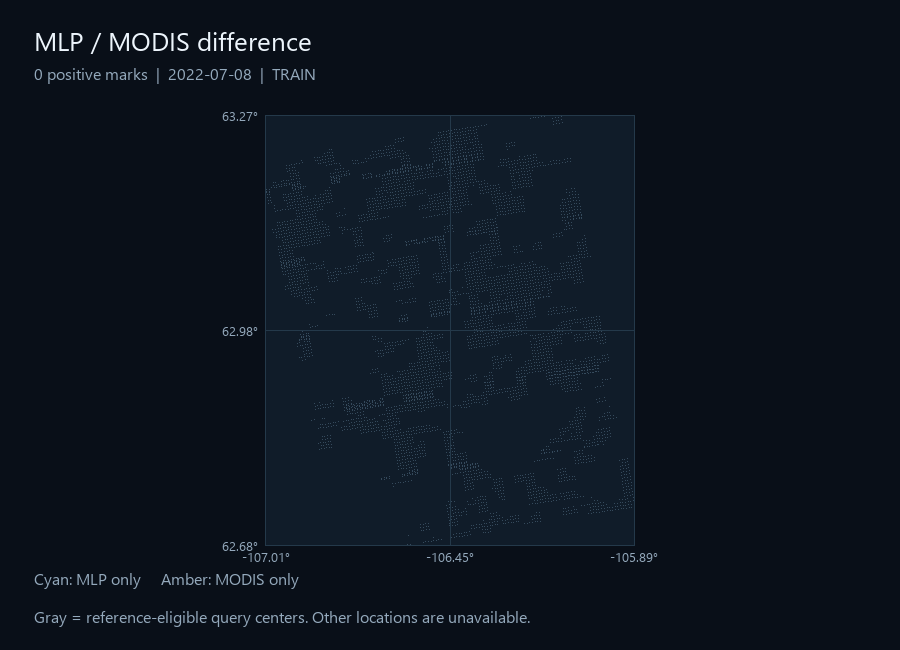 MLP / MODIS difference
0 positive marks | 2022-07-08 | TRAIN
63.27°
62.98°
62.68°
-107.01° -106.45° -105.89°
Cyan: MLP only Amber: MODIS only
Gray = reference-eligible query centers. Other locations are unavailable.